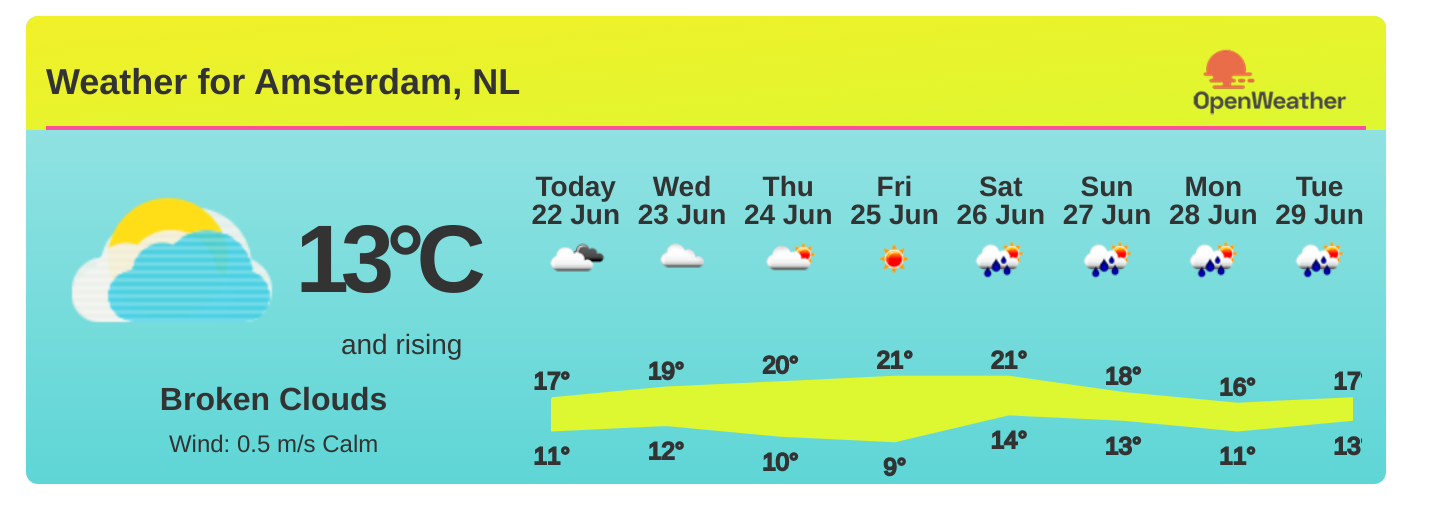 Weather for Amsterdam, NL
OpenWeather
13°C
and rising
Broken Clouds
Wind: 0.5 m/s Calm
Today Wed Thu Fri Sat Sun Mon Tue
22 Jun 23 Jun 24 Jun 25 Jun 26 Jun 27 Jun 28 Jun 29 Jun
17° 19° 20° 21° 21° 18° 16° 17°
11° 12° 10° 9° 14° 13° 11° 13°